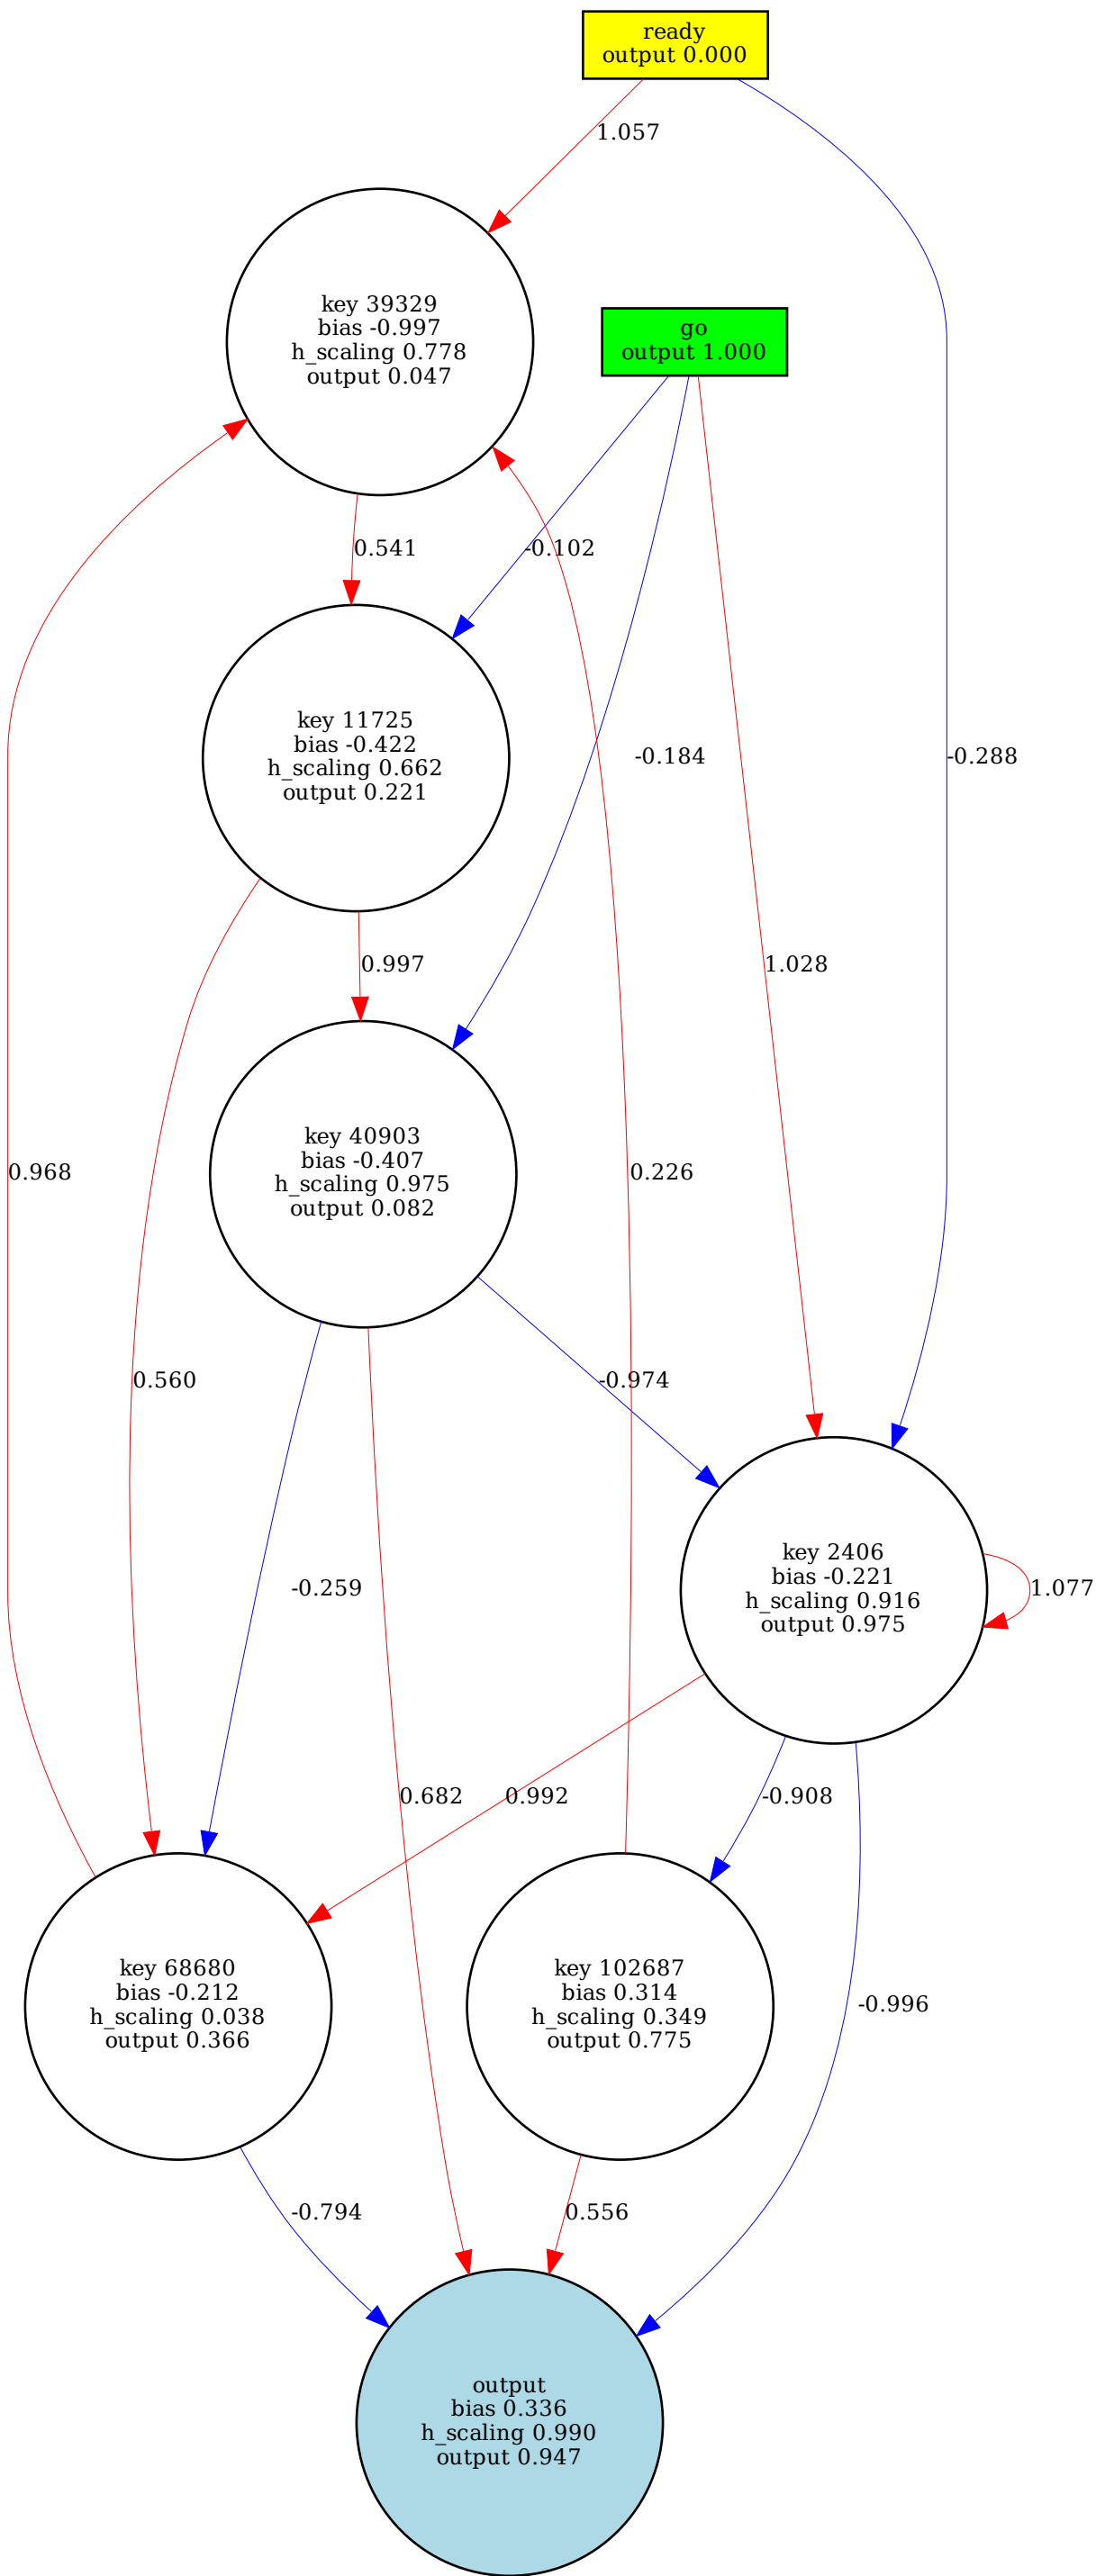 ready
output 0.000
1.057
key 39329
bias -0.997
h_scaling 0.778
output 0.047
go
output 1.000
0.541
-0.102
key 11725
bias -0.422
h_scaling 0.662
output 0.221
-0.184
-0.288
0.997
1.028
key 40903
bias -0.407
h_scaling 0.975
output 0.082
0.968
0.226
0.560
-0.974
key 2406
bias -0.221
h_scaling 0.916
output 0.975
-0.259
1.077
0.682
0.992
-0.908
key 68680
bias -0.212
h_scaling 0.038
output 0.366
key 102687
bias 0.314
h_scaling 0.349
output 0.775
-0.996
-0.794
0.556
output
bias 0.336
h_scaling 0.990
output 0.947